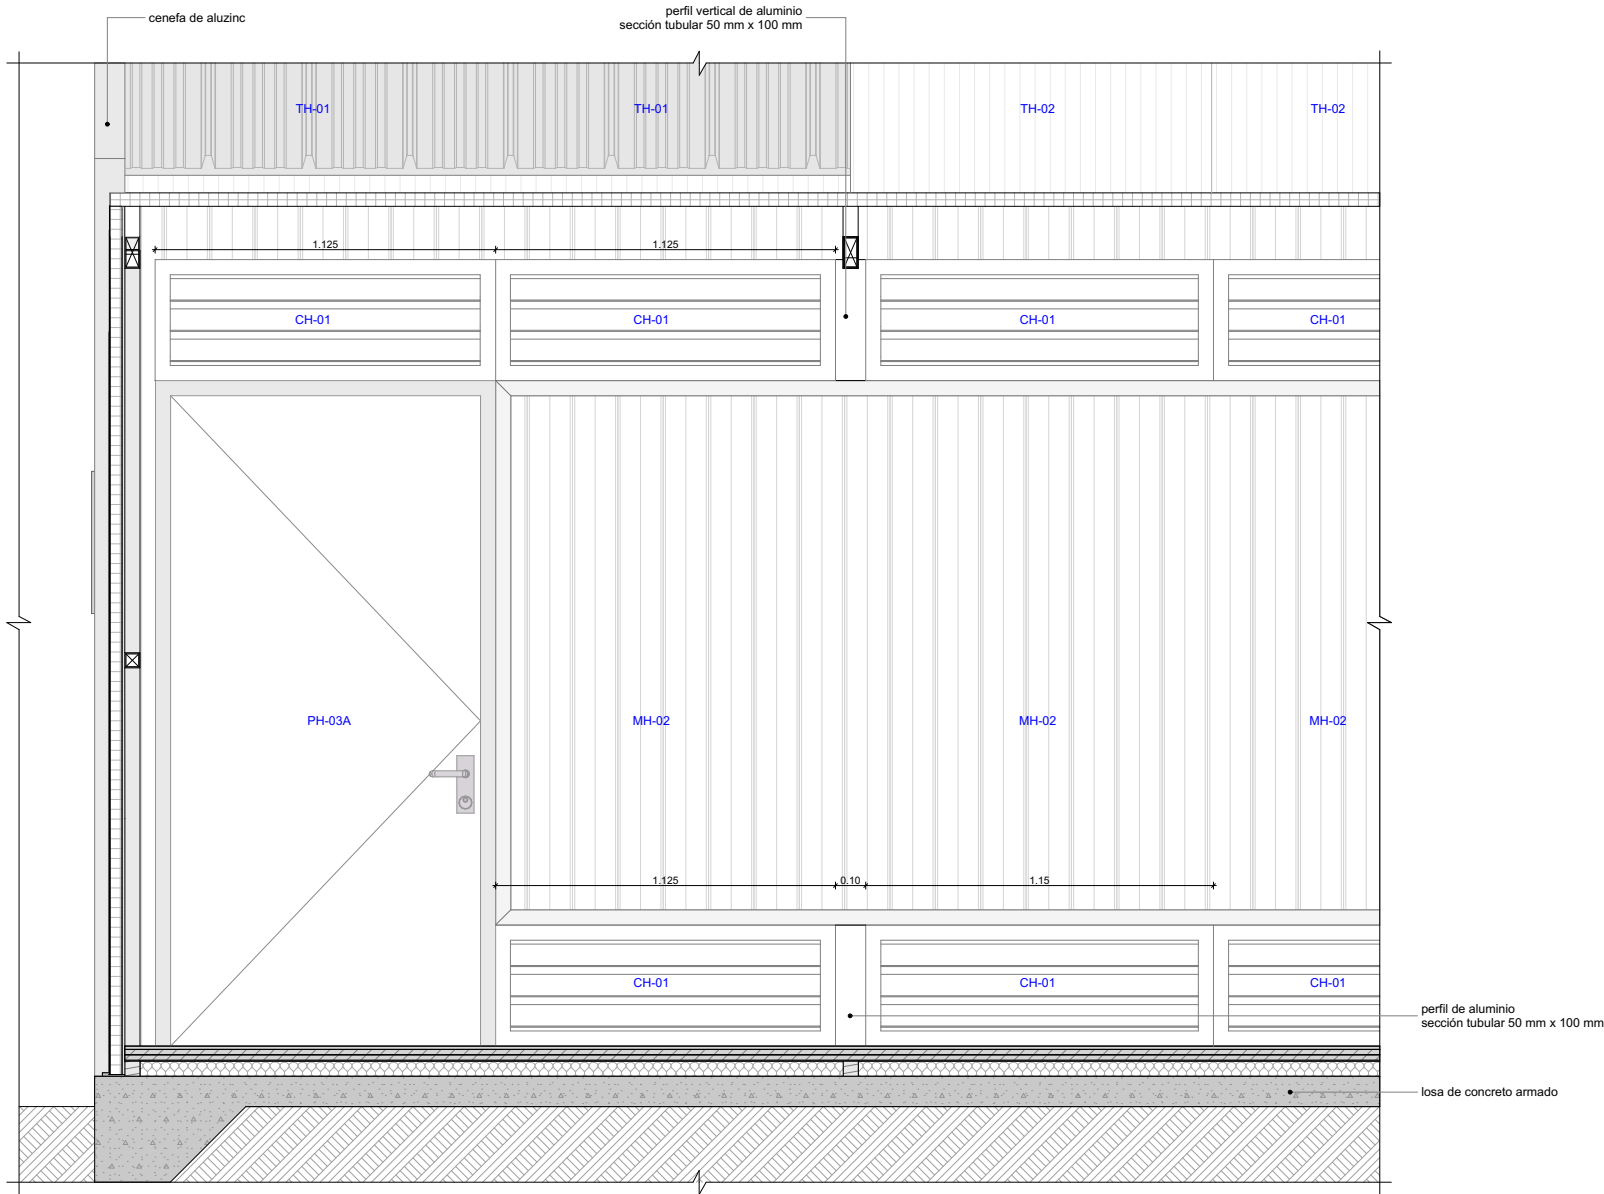 cenefa de aluzinc
perfil vertical de aluminio
sección tubular 50 mm x 100 mm
TH-01
TH-01
TH-02
TH-02
1.125
1.125
CH-01
CH-01
CH-01
CH-01
PH-03A
MH-02
MH-02
MH-02
1.125
0.10
1.15
CH-01
CH-01
CH-01
perfil de aluminio
sección tubular 50 mm x 100 mm
losa de concreto armado